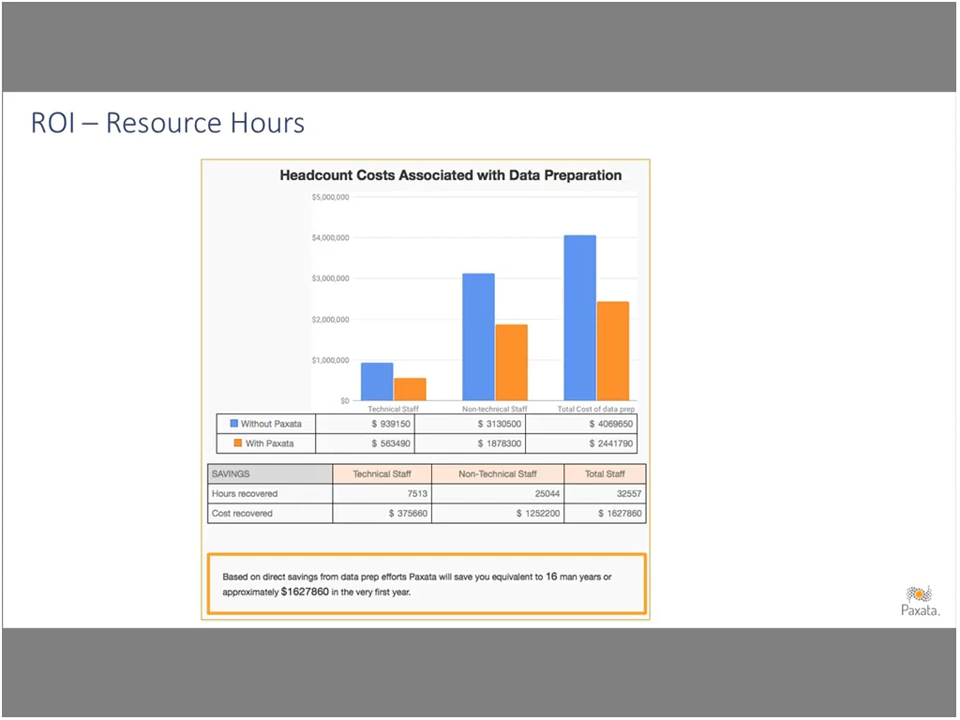 ROI – Resource Hours
Headcount Costs Associated with Data Preparation
$5,000,000
$4,000,000
$3,000,000
$2,000,000
$1,000,000
$0
Technical Staff Non-technical Staff Total Cost of data prep
Without Paxata $ 939150 $ 3130500 $ 4069650
With Paxata $ 563490 $ 1878300 $ 2441790
SAVINGS Technical Staff Non-Technical Staff Total Staff
Hours recovered 7513 25044 32557
Cost recovered $ 375660 $ 1252200 $ 1627860
Based on direct savings from data prep efforts Paxata will save you equivalent to 16 man years or
approximately $1627860 in the very first year.
Paxata.